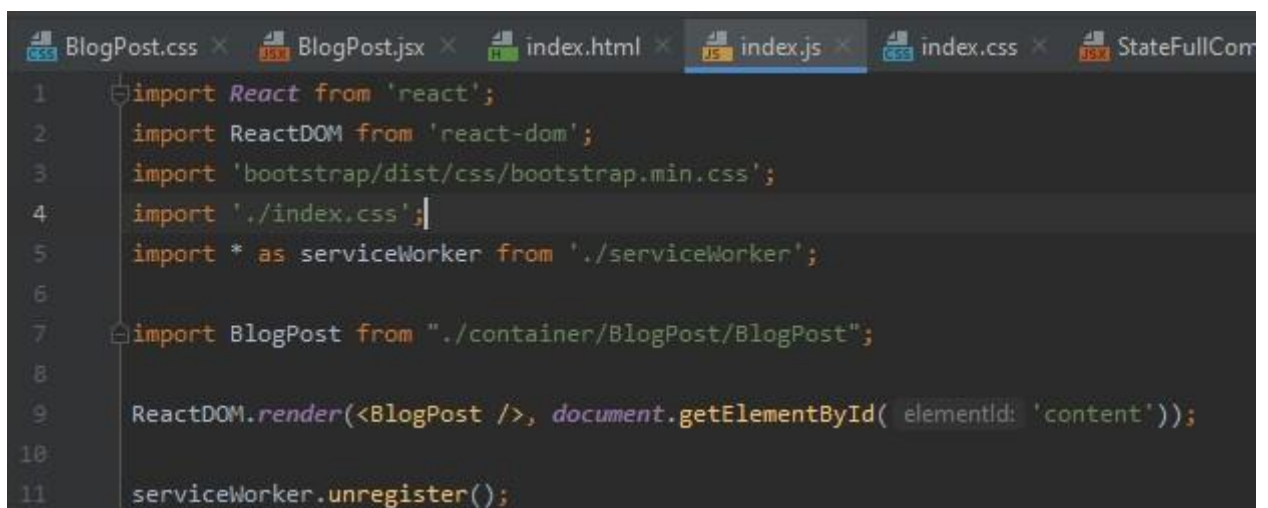 BlogPost.css × BlogPost.jsx × index.html × index.js × index.css × StateFullCom
1 import React from 'react';
2 import ReactDOM from 'react-dom';
3 import 'bootstrap/dist/css/bootstrap.min.css';
4 import './index.css';
5 import * as serviceWorker from './serviceWorker';
6
7 import BlogPost from "./container/BlogPost/BlogPost";
8
9 ReactDOM.render(<BlogPost />, document.getElementById( elementId: 'content'));
10
11 serviceWorker.unregister();